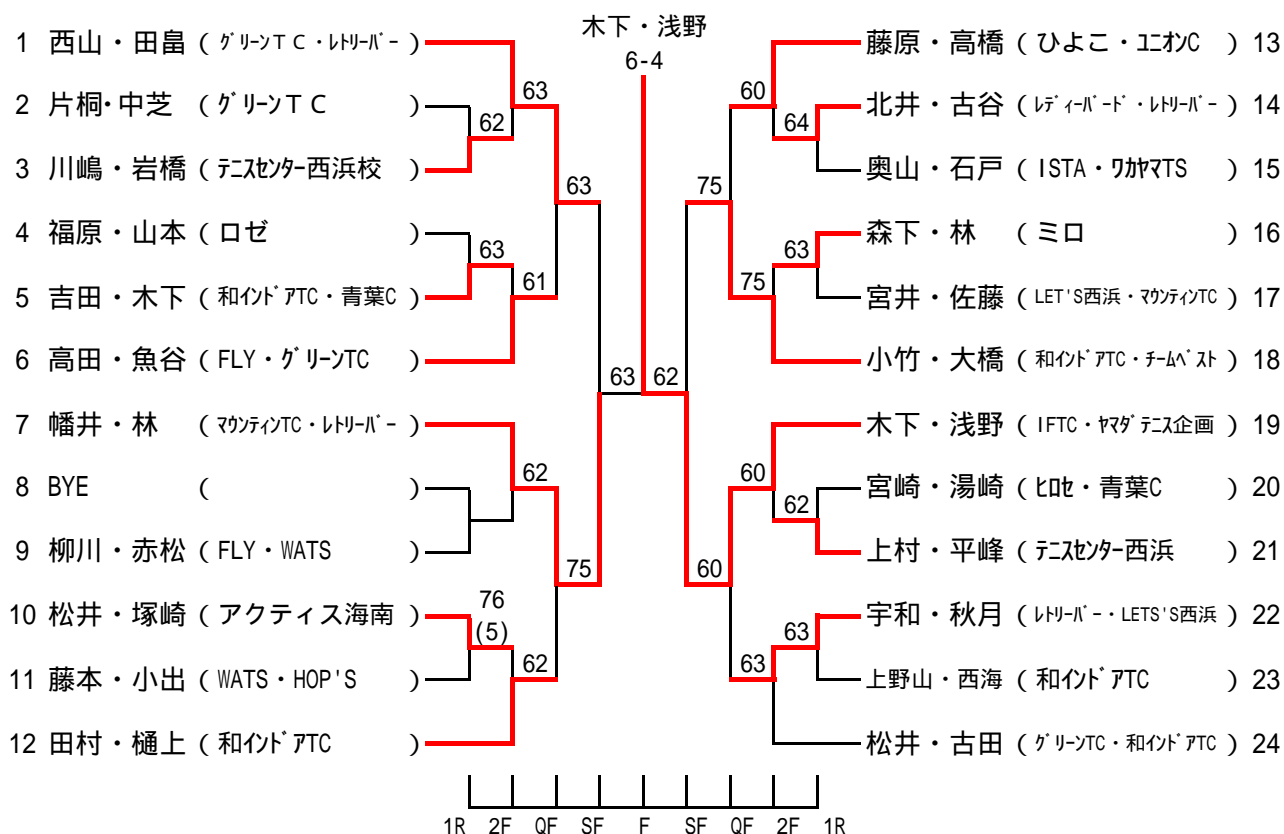 木下・浅野
6-4
1 西山・田畠 ( グリーンTC・レトリーバー )
2 片桐・中芝 ( グリーンTC )
3 川嶋・岩橋 ( テニスセンター西浜校 )
4 福原・山本 ( ロゼ )
5 吉田・木下 ( 和インドアTC・青葉C )
6 高田・魚谷 ( FLY・グリーンTC )
7 幡井・林 ( マウンティンTC・レトリーバー )
8 BYE ( )
9 柳川・赤松 ( FLY・WATS )
10 松井・塚崎 ( アクティス海南 )
11 藤本・小出 ( WATS・HOP'S )
12 田村・樋上 ( 和インドアTC )
63
62
63
63
61
62
75
76
(5)
62
63
62
60
64
75
63
75
60
62
60
63
63
藤原・高橋 ( ひよこ・ユニオンC ) 13
北井・古谷 ( レディーバード・レトリーバー ) 14
奥山・石戸 ( ISTA・ワカヤマTS ) 15
森下・林 ( ミロ ) 16
宮井・佐藤 ( LET'S西浜・マウンティンTC ) 17
小竹・大橋 ( 和インドアTC・チームベスト ) 18
木下・浅野 ( IFTC・ヤマダテニス企画 ) 19
宮崎・湯崎 ( ヒロセ・青葉C ) 20
上村・平峰 ( テニスセンター西浜 ) 21
宇和・秋月 ( レトリーバー・LETS'S西浜 ) 22
上野山・西海 ( 和インドアTC ) 23
松井・古田 ( グリーンTC・和インドアTC ) 24
1R 2F QF SF F SF QF 2F 1R